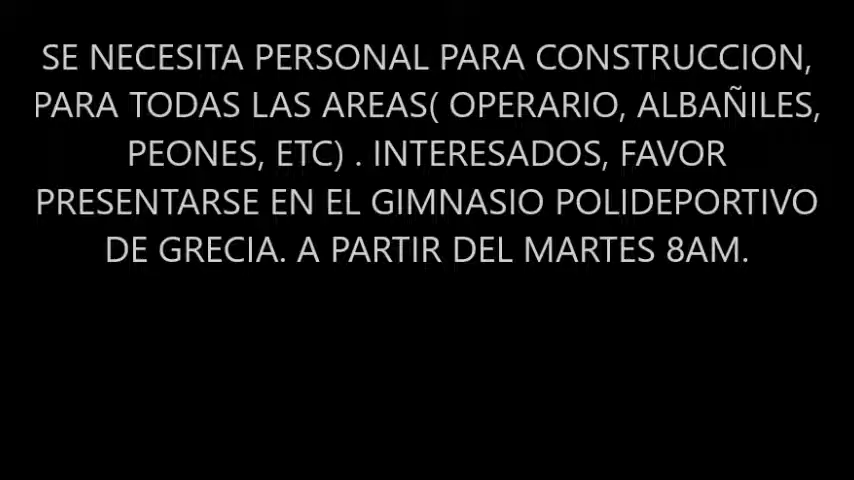 SE NECESITA PERSONAL PARA CONSTRUCCION,
PARA TODAS LAS AREAS( OPERARIO, ALBAÑILES,
PEONES, ETC) . INTERESADOS, FAVOR
PRESENTARSE EN EL GIMNASIO POLIDEPORTIVO
DE GRECIA. A PARTIR DEL MARTES 8AM.